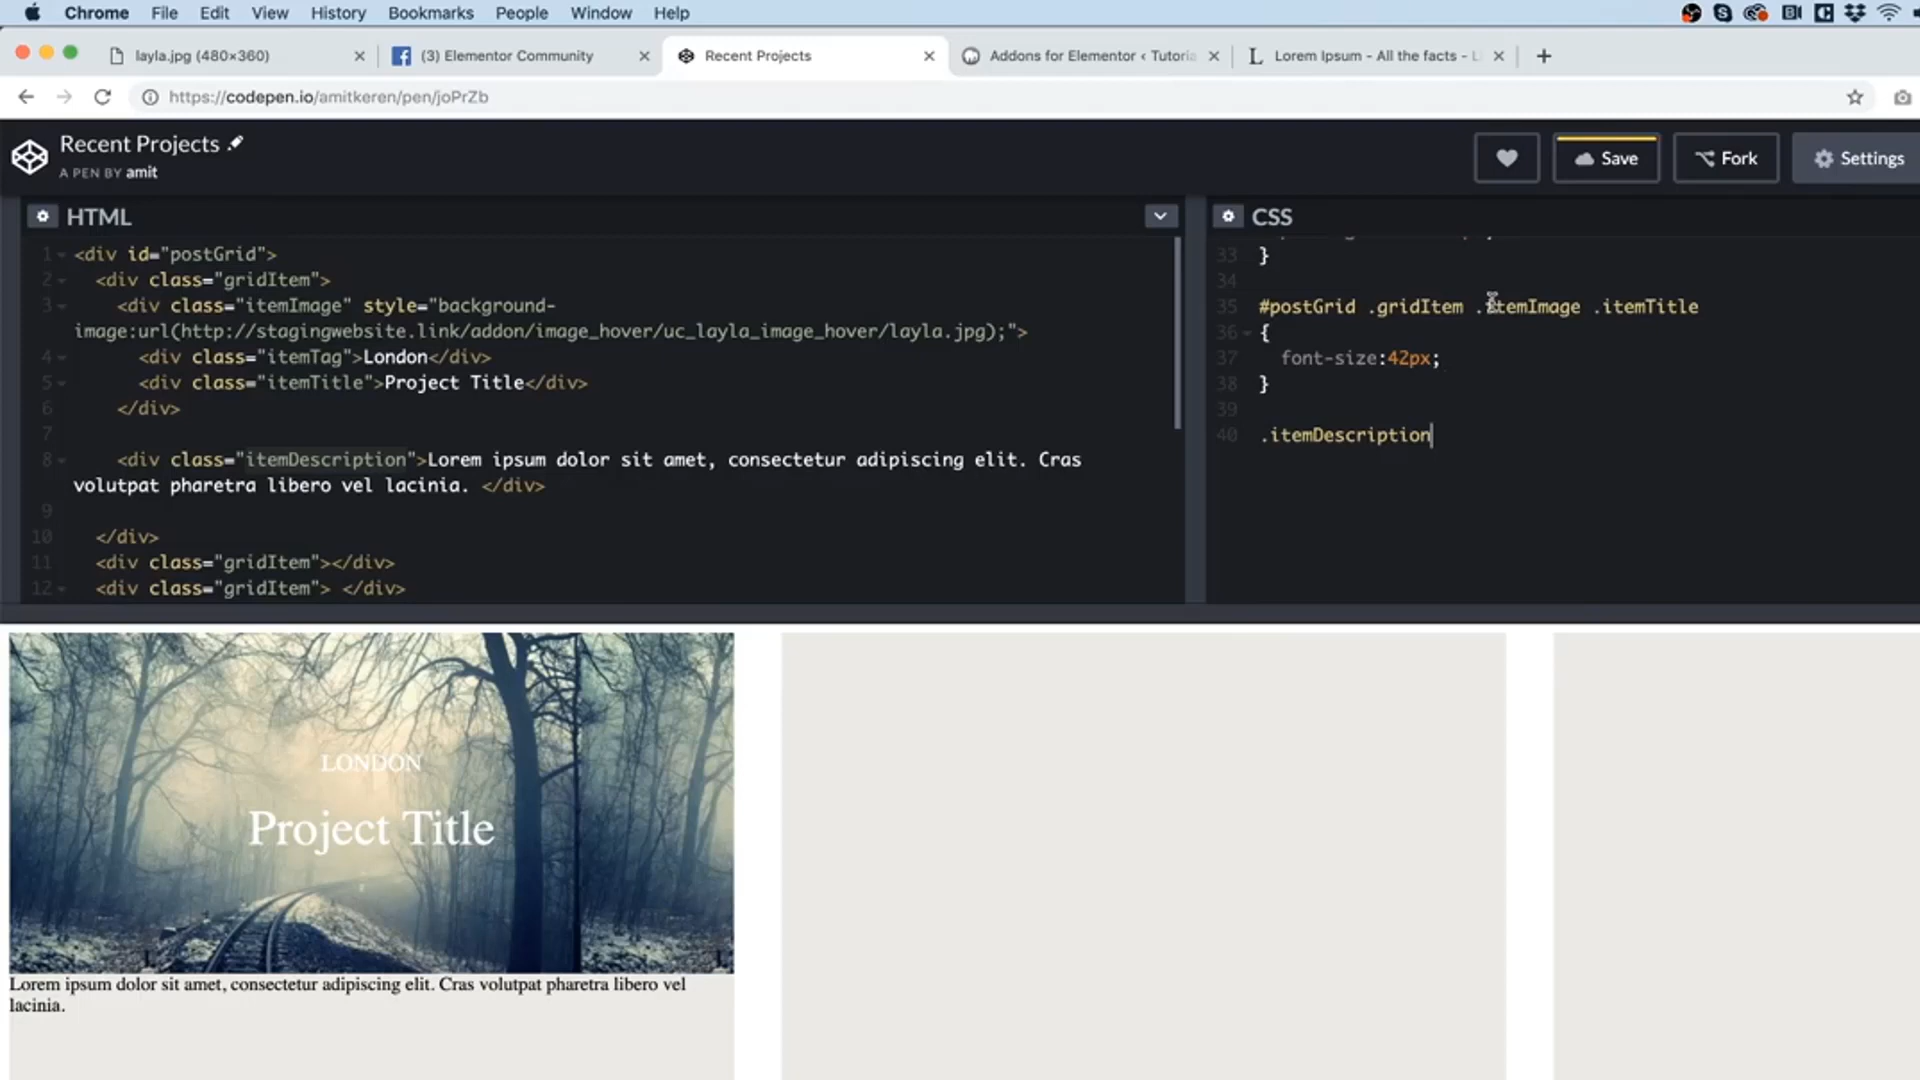 Chrome File Edit View History Bookmarks People Window Help
layla.jpg (480×360) (3) Elementor Community Recent Projects Addons for Elementor ‹ Tutoria Lorem Ipsum - All the facts - L
https://codepen.io/amitkeren/pen/joPrZb
Recent Projects
A PEN BY amit
Save Fork Settings
HTML
1 <div id="postGrid">
2 <div class="gridItem">
3 <div class="itemImage" style="background-
image:url(http://stagingwebsite.link/addon/image_hover/uc_layla_image_hover/layla.jpg);">
4 <div class="itemTag">London</div>
5 <div class="itemTitle">Project Title</div>
6 </div>
7
8 <div class="itemDescription">Lorem ipsum dolor sit amet, consectetur adipiscing elit. Cras
volutpat pharetra libero vel lacinia. </div>
9
10 </div>
11 <div class="gridItem"></div>
12 <div class="gridItem"> </div>
CSS
33 }
34
35 #postGrid .gridItem .itemImage .itemTitle
36 {
37 font-size:42px;
38 }
39
40 .itemDescription
LONDON
Project Title
Lorem ipsum dolor sit amet, consectetur adipiscing elit. Cras volutpat pharetra libero vel
lacinia.